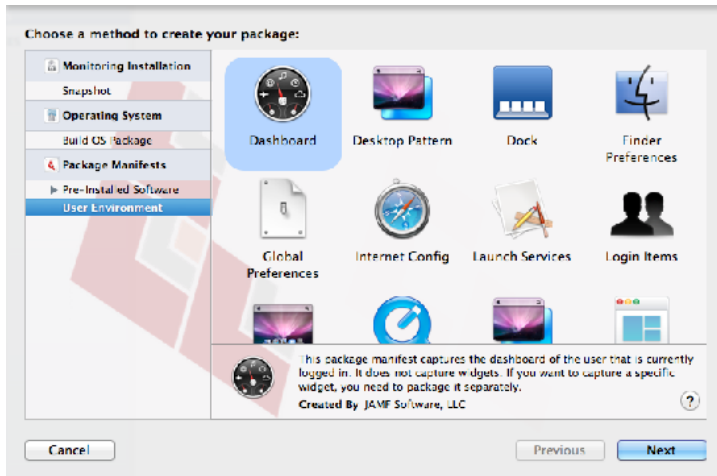 Choose a method to create your package:
Monitoring Installation
Snapshot
Operating System
Build OS Package
Package Manifests
Pre-Installed Software
User Environment
Dashboard
Desktop Pattern
Dock
Finder
Preferences
Global
Preferences
Internet Config
Launch Services
Login Items
This package manifest captures the dashboard of the user that is currently
logged in. It does not capture widgets. If you want to capture a specific
widget, you need to package it separately.
Created By JAMF Software, LLC
?
Cancel
Previous
Next